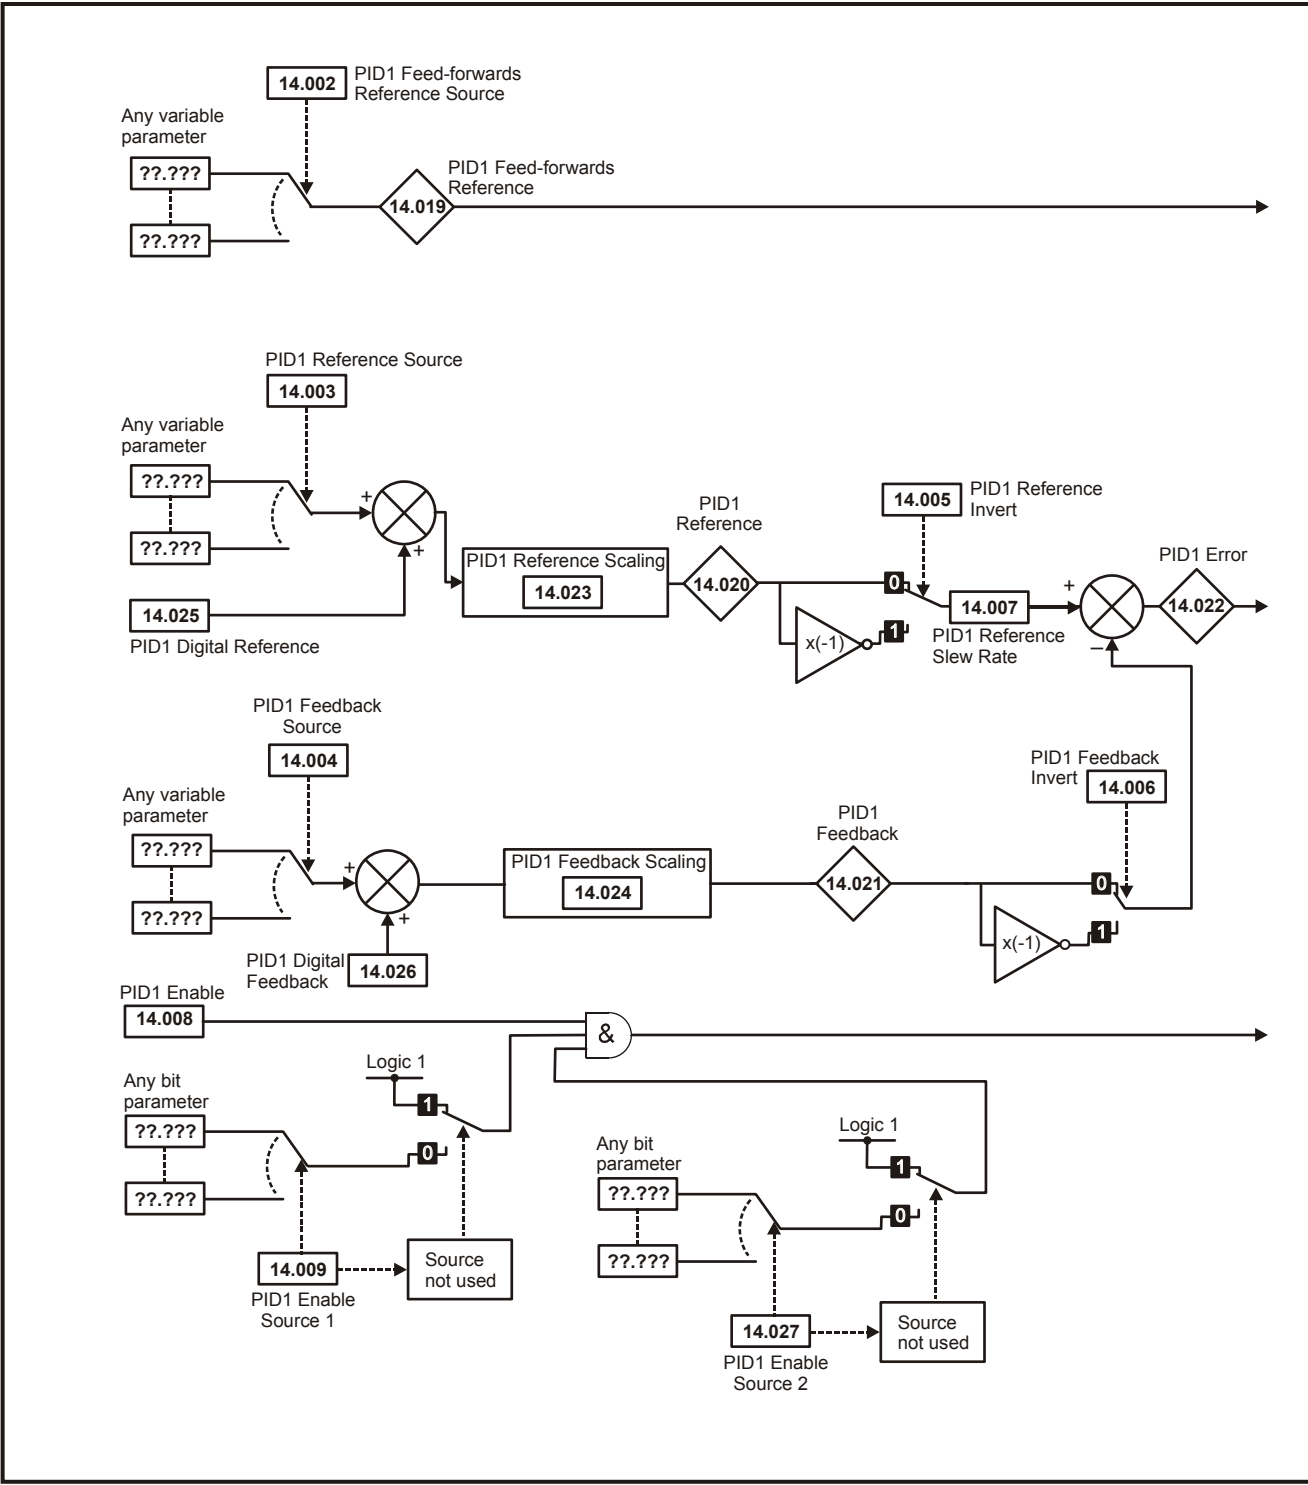 14.002
PID1 Feed-forwards
Reference Source
Any variable
parameter
??.???
??.???
14.019
PID1 Feed-forwards
Reference
PID1 Reference Source
14.003
Any variable
parameter
??.???
??.???
+
+
14.025
PID1 Digital Reference
PID1 Reference Scaling
14.023
PID1
Reference
14.020
14.005
PID1 Reference
Invert
0
1
x(-1)
14.007
PID1 Reference
Slew Rate
+
–
PID1 Error
14.022
PID1 Feedback
Source
14.004
Any variable
parameter
??.???
??.???
+
+
PID1 Digital
Feedback
14.026
PID1 Feedback Scaling
14.024
PID1
Feedback
14.021
PID1 Feedback
Invert
14.006
0
1
x(-1)
PID1 Enable
14.008
&
Logic 1
1
0
Any bit
parameter
??.???
??.???
14.009
PID1 Enable
Source 1
Source
not used
Any bit
parameter
??.???
??.???
Logic 1
1
0
14.027
PID1 Enable
Source 2
Source
not used